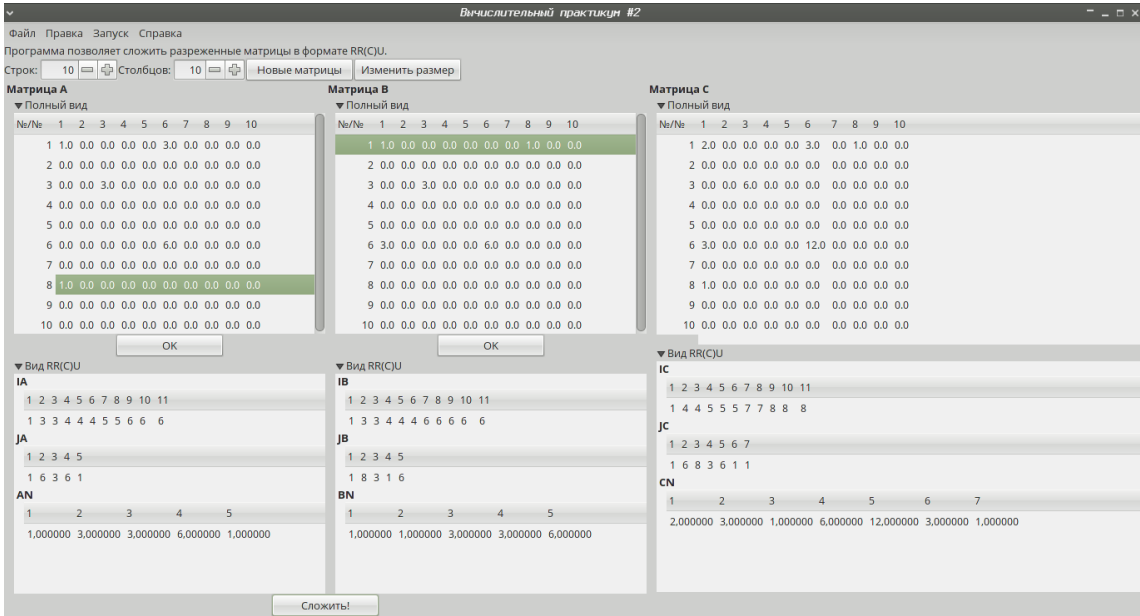 Вычислительный практикум #2
Файл Правка Запуск Справка
Программа позволяет сложить разреженные матрицы в формате RR(C)U.
Строк: 10 Столбцов: 10 Новые матрицы Изменить размер
Матрица A
Полный вид
№/№ 1 2 3 4 5 6 7 8 9 10
1 1.0 0.0 0.0 0.0 0.0 3.0 0.0 0.0 0.0 0.0
2 0.0 0.0 0.0 0.0 0.0 0.0 0.0 0.0 0.0 0.0
3 0.0 0.0 3.0 0.0 0.0 0.0 0.0 0.0 0.0 0.0
4 0.0 0.0 0.0 0.0 0.0 0.0 0.0 0.0 0.0 0.0
5 0.0 0.0 0.0 0.0 0.0 0.0 0.0 0.0 0.0 0.0
6 0.0 0.0 0.0 0.0 0.0 6.0 0.0 0.0 0.0 0.0
7 0.0 0.0 0.0 0.0 0.0 0.0 0.0 0.0 0.0 0.0
8 1.0 0.0 0.0 0.0 0.0 0.0 0.0 0.0 0.0 0.0
9 0.0 0.0 0.0 0.0 0.0 0.0 0.0 0.0 0.0 0.0
10 0.0 0.0 0.0 0.0 0.0 0.0 0.0 0.0 0.0 0.0
OK
Вид RR(C)U
IA
1 2 3 4 5 6 7 8 9 10 11
1 3 3 4 4 4 5 5 6 6 6
JA
1 2 3 4 5
1 6 3 6 1
AN
1 2 3 4 5
1,000000 3,000000 3,000000 6,000000 1,000000
Матрица B
Полный вид
№/№ 1 2 3 4 5 6 7 8 9 10
1 1.0 0.0 0.0 0.0 0.0 0.0 0.0 1.0 0.0 0.0
2 0.0 0.0 0.0 0.0 0.0 0.0 0.0 0.0 0.0 0.0
3 0.0 0.0 3.0 0.0 0.0 0.0 0.0 0.0 0.0 0.0
4 0.0 0.0 0.0 0.0 0.0 0.0 0.0 0.0 0.0 0.0
5 0.0 0.0 0.0 0.0 0.0 0.0 0.0 0.0 0.0 0.0
6 3.0 0.0 0.0 0.0 0.0 6.0 0.0 0.0 0.0 0.0
7 0.0 0.0 0.0 0.0 0.0 0.0 0.0 0.0 0.0 0.0
8 0.0 0.0 0.0 0.0 0.0 0.0 0.0 0.0 0.0 0.0
9 0.0 0.0 0.0 0.0 0.0 0.0 0.0 0.0 0.0 0.0
10 0.0 0.0 0.0 0.0 0.0 0.0 0.0 0.0 0.0 0.0
OK
Вид RR(C)U
IB
1 2 3 4 5 6 7 8 9 10 11
1 3 3 4 4 4 6 6 6 6 6
JB
1 2 3 4 5
1 8 3 1 6
BN
1 2 3 4 5
1,000000 1,000000 3,000000 3,000000 6,000000
Матрица C
Полный вид
№/№ 1 2 3 4 5 6 7 8 9 10
1 2.0 0.0 0.0 0.0 0.0 3.0 0.0 1.0 0.0 0.0
2 0.0 0.0 0.0 0.0 0.0 0.0 0.0 0.0 0.0 0.0
3 0.0 0.0 6.0 0.0 0.0 0.0 0.0 0.0 0.0 0.0
4 0.0 0.0 0.0 0.0 0.0 0.0 0.0 0.0 0.0 0.0
5 0.0 0.0 0.0 0.0 0.0 0.0 0.0 0.0 0.0 0.0
6 3.0 0.0 0.0 0.0 0.0 12.0 0.0 0.0 0.0 0.0
7 0.0 0.0 0.0 0.0 0.0 0.0 0.0 0.0 0.0 0.0
8 1.0 0.0 0.0 0.0 0.0 0.0 0.0 0.0 0.0 0.0
9 0.0 0.0 0.0 0.0 0.0 0.0 0.0 0.0 0.0 0.0
10 0.0 0.0 0.0 0.0 0.0 0.0 0.0 0.0 0.0 0.0
Вид RR(C)U
IC
1 2 3 4 5 6 7 8 9 10 11
1 4 4 5 5 5 7 7 8 8 8
JC
1 2 3 4 5 6 7
1 6 8 3 6 1 1
CN
1 2 3 4 5 6 7
2,000000 3,000000 1,000000 6,000000 12,000000 3,000000 1,000000
Сложить!